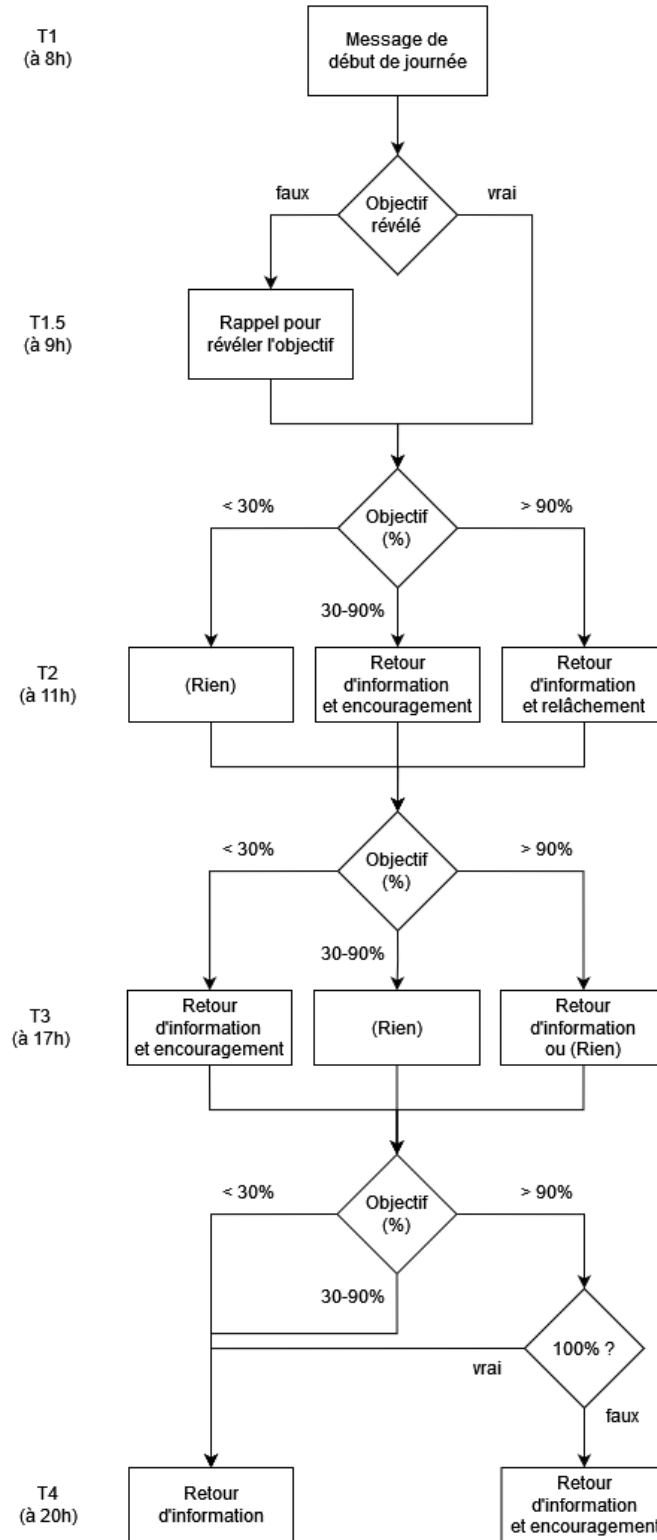 T1
(à 8h)
Message de
début de journée
faux
Objectif
révélé
vrai
T1.5
(à 9h)
Rappel pour
révéler l'objectif
< 30%
Objectif
(%)
> 90%
30-90%
T2
(à 11h)
(Rien)
Retour
d'information
et encouragement
Retour
d'information
et relâchement
< 30%
Objectif
(%)
> 90%
30-90%
T3
(à 17h)
Retour
d'information
et encouragement
(Rien)
Retour
d'information
ou (Rien)
< 30%
Objectif
(%)
> 90%
30-90%
100% ?
vrai
faux
T4
(à 20h)
Retour
d'information
Retour
d'information
et encouragement